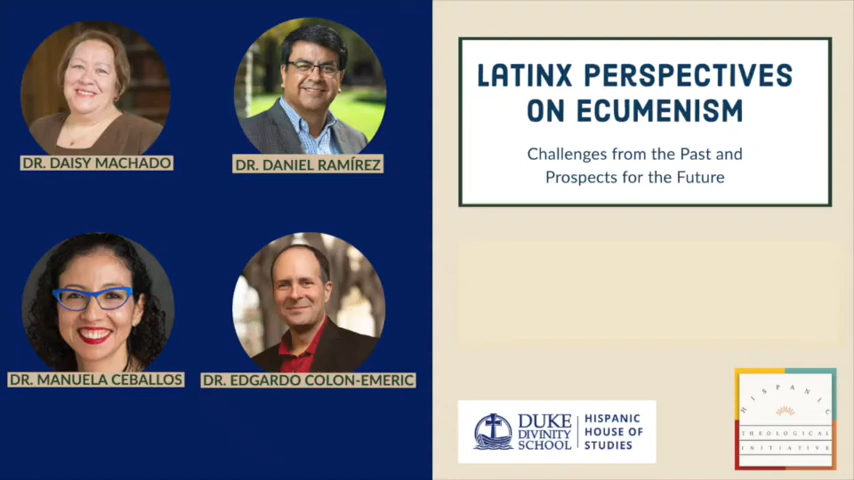 DR. DAISY MACHADO
DR. DANIEL RAMÍREZ
DR. MANUELA CEBALLOS
DR. EDGARDO COLON-EMERIC
LATINX PERSPECTIVES
ON ECUMENISM
Challenges from the Past and
Prospects for the Future
DUKE
DIVINITY
SCHOOL
HISPANIC
HOUSE OF
STUDIES
HISPANIC
THEOLOGICAL
INITIATIVE